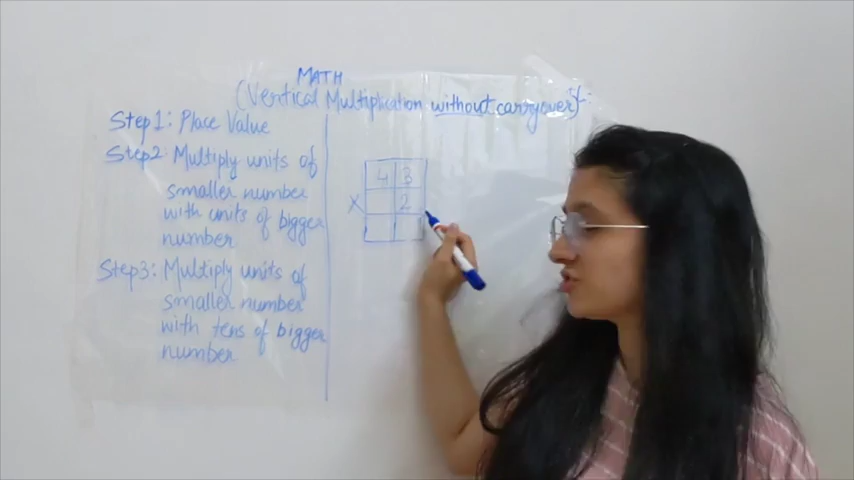 MATH
(Vertical Multiplication without carryover):
Step1: Place Value
Step2: Multiply units of
smaller number
with units of bigger
number
Step3: Multiply units of
smaller number
with tens of bigger
number
4 3
X 2